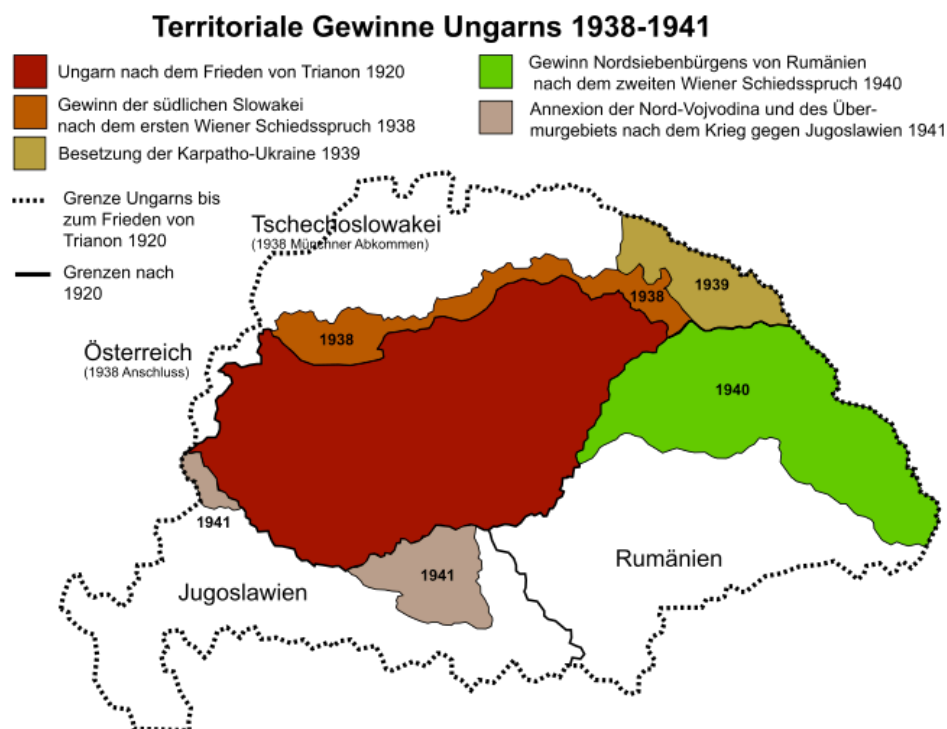 Territoriale Gewinne Ungarns 1938-1941
Ungarn nach dem Frieden von Trianon 1920
Gewinn der südlichen Slowakei
nach dem ersten Wiener Schiedsspruch 1938
Besetzung der Karpatho-Ukraine 1939
Grenze Ungarns bis
zum Frieden von
Trianon 1920
Grenzen nach
1920
Gewinn Nordsiebenbürgens von Rumänien
nach dem zweiten Wiener Schiedsspruch 1940
Annexion der Nord-Vojvodina und des Über-
murgebiets nach dem Krieg gegen Jugoslawien 1941
Tschechoslowakei
(1938 Münchner Abkommen)
1939
1938
1938
Österreich
(1938 Anschluss)
1940
1941
Rumänien
1941
Jugoslawien